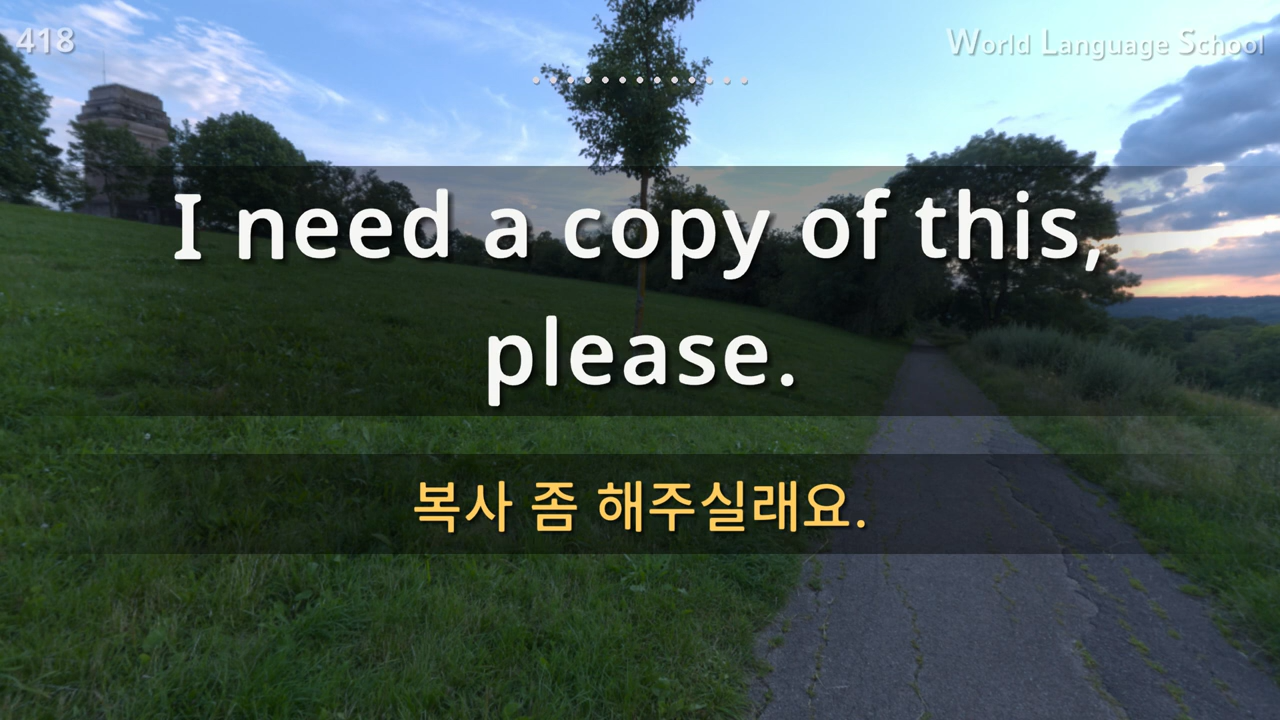 418
World Language School
I need a copy of this,
please.
복사 좀 해주실래요.